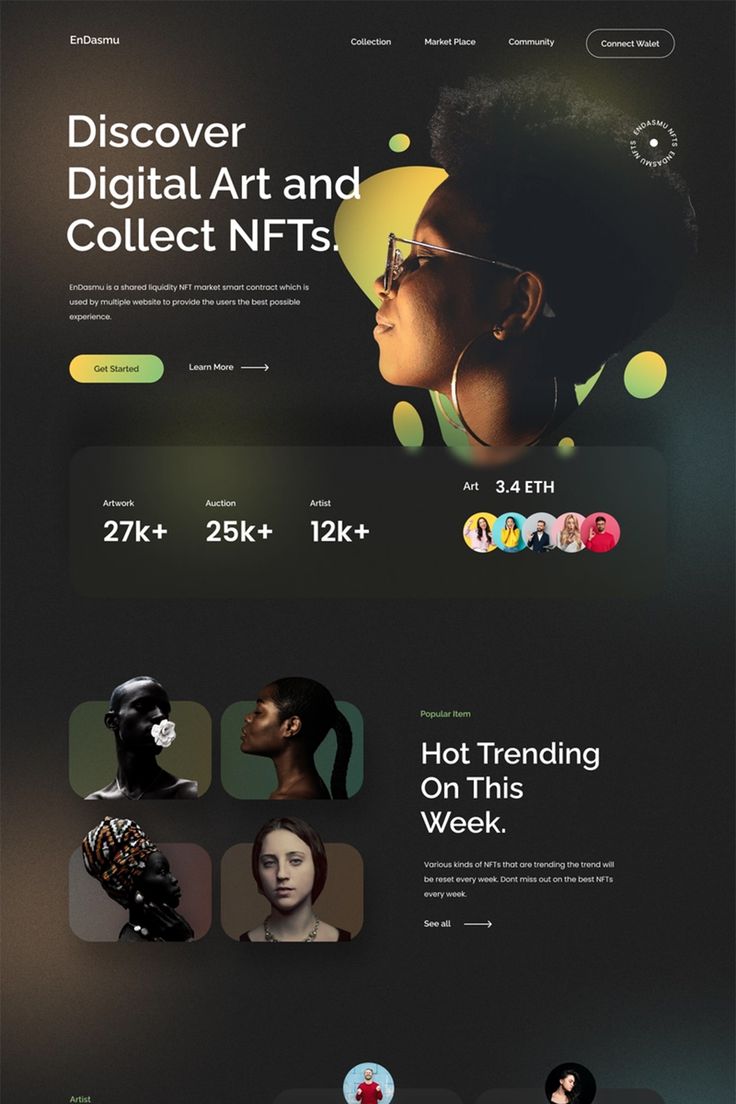 EnDasmu
Collection
Market Place
Community
Connect Walet
Discover
Digital Art and
Collect NFTs.
ENDASMU NFTS ENDASMU NFTS
EnDasmu is a shared liquidity NFT market smart contract which is
used by multiple website to provide the users the best possible
experience.
Get Started
Learn More
Artwork
27k+
Auction
25k+
Artist
12k+
Art 3.4 ETH
Popular Item
Hot Trending
On This
Week.
Various kinds of NFTs that are trending the trend will
be reset every week. Dont miss out on the best NFTs
every week.
See all
Artist